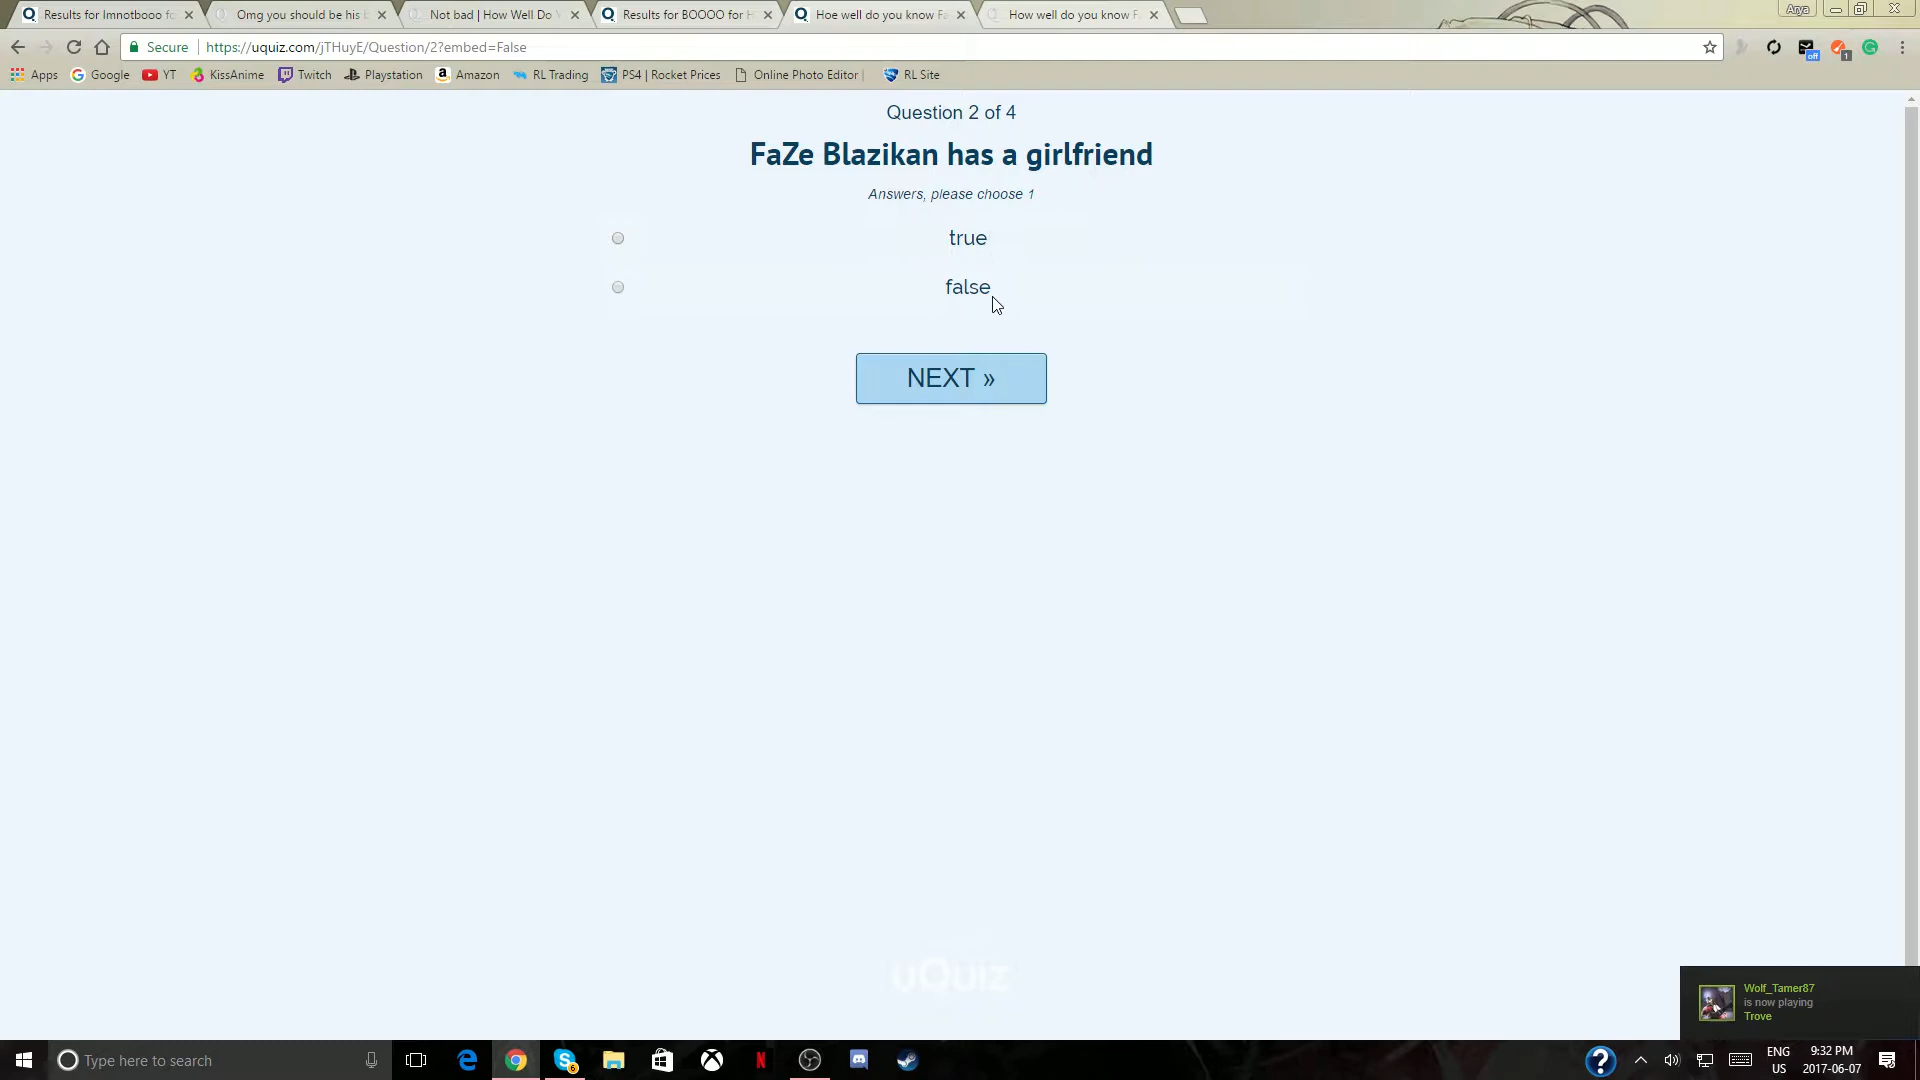 Results for Imnotbooo fo
Omg you should be his b
Not bad | How Well Do Y
Results for BOOOO for H
Hoe well do you know Fa
How well do you know F
Arya
Secure
https://uquiz.com/jTHuyE/Question/2?embed=False
off
1
Apps
Google
YT
KissAnime
Twitch
Playstation
Amazon
RL Trading
PS4 | Rocket Prices
Online Photo Editor |
RL Site
Question 2 of 4
FaZe Blazikan has a girlfriend
Answers, please choose 1
true
false
NEXT »
uQuiz
Wolf_Tamer87
is now playing
Trove
Type here to search
6
ENG
US
9:32 PM
2017-06-07